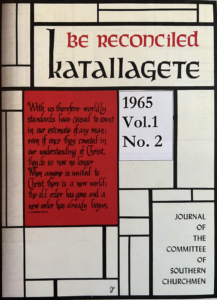 be Reconciled
katallagete
With us therefore worldly
standards have ceased to count
in our estimate of any man;
even if once they counted in
our understanding of Christ,
they do so now no longer.
When anyone is united to
Christ, there is a new world;
the old order has gone, and a
new order has already begun.
1965
Vol.1
No. 2
JOURNAL
OF
THE
COMMITTEE
OF
SOUTHERN
CHURCHMEN